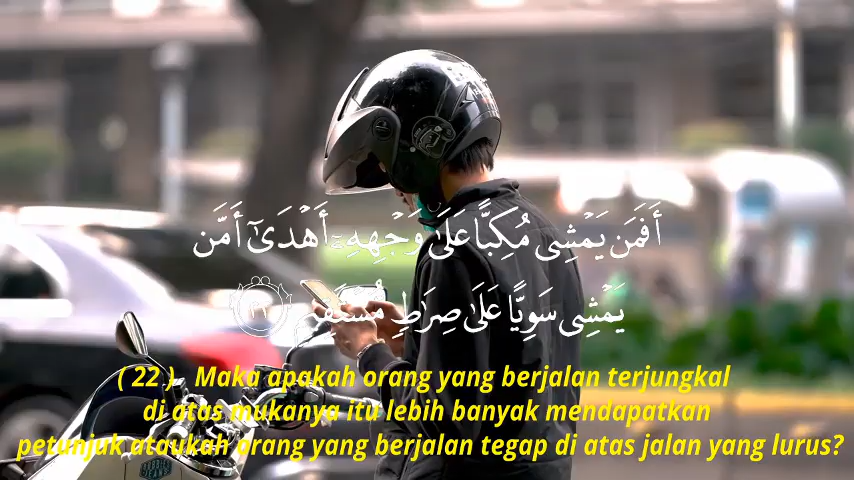 أَفَمَن يَمْشِى مُكِبًّا عَلَىٰ وَجْهِهِۦٓ أَهْدَىٰٓ أَمَّن
يَمْشِى سَوِيًّا عَلَىٰ صِرَٰطٍ مُّسْتَقِيمٍ ٢٢
( 22 ). Maka apakah orang yang berjalan terjungkal
di atas mukanya itu lebih banyak mendapatkan
petunjuk ataukah orang yang berjalan tegap di atas jalan yang lurus?